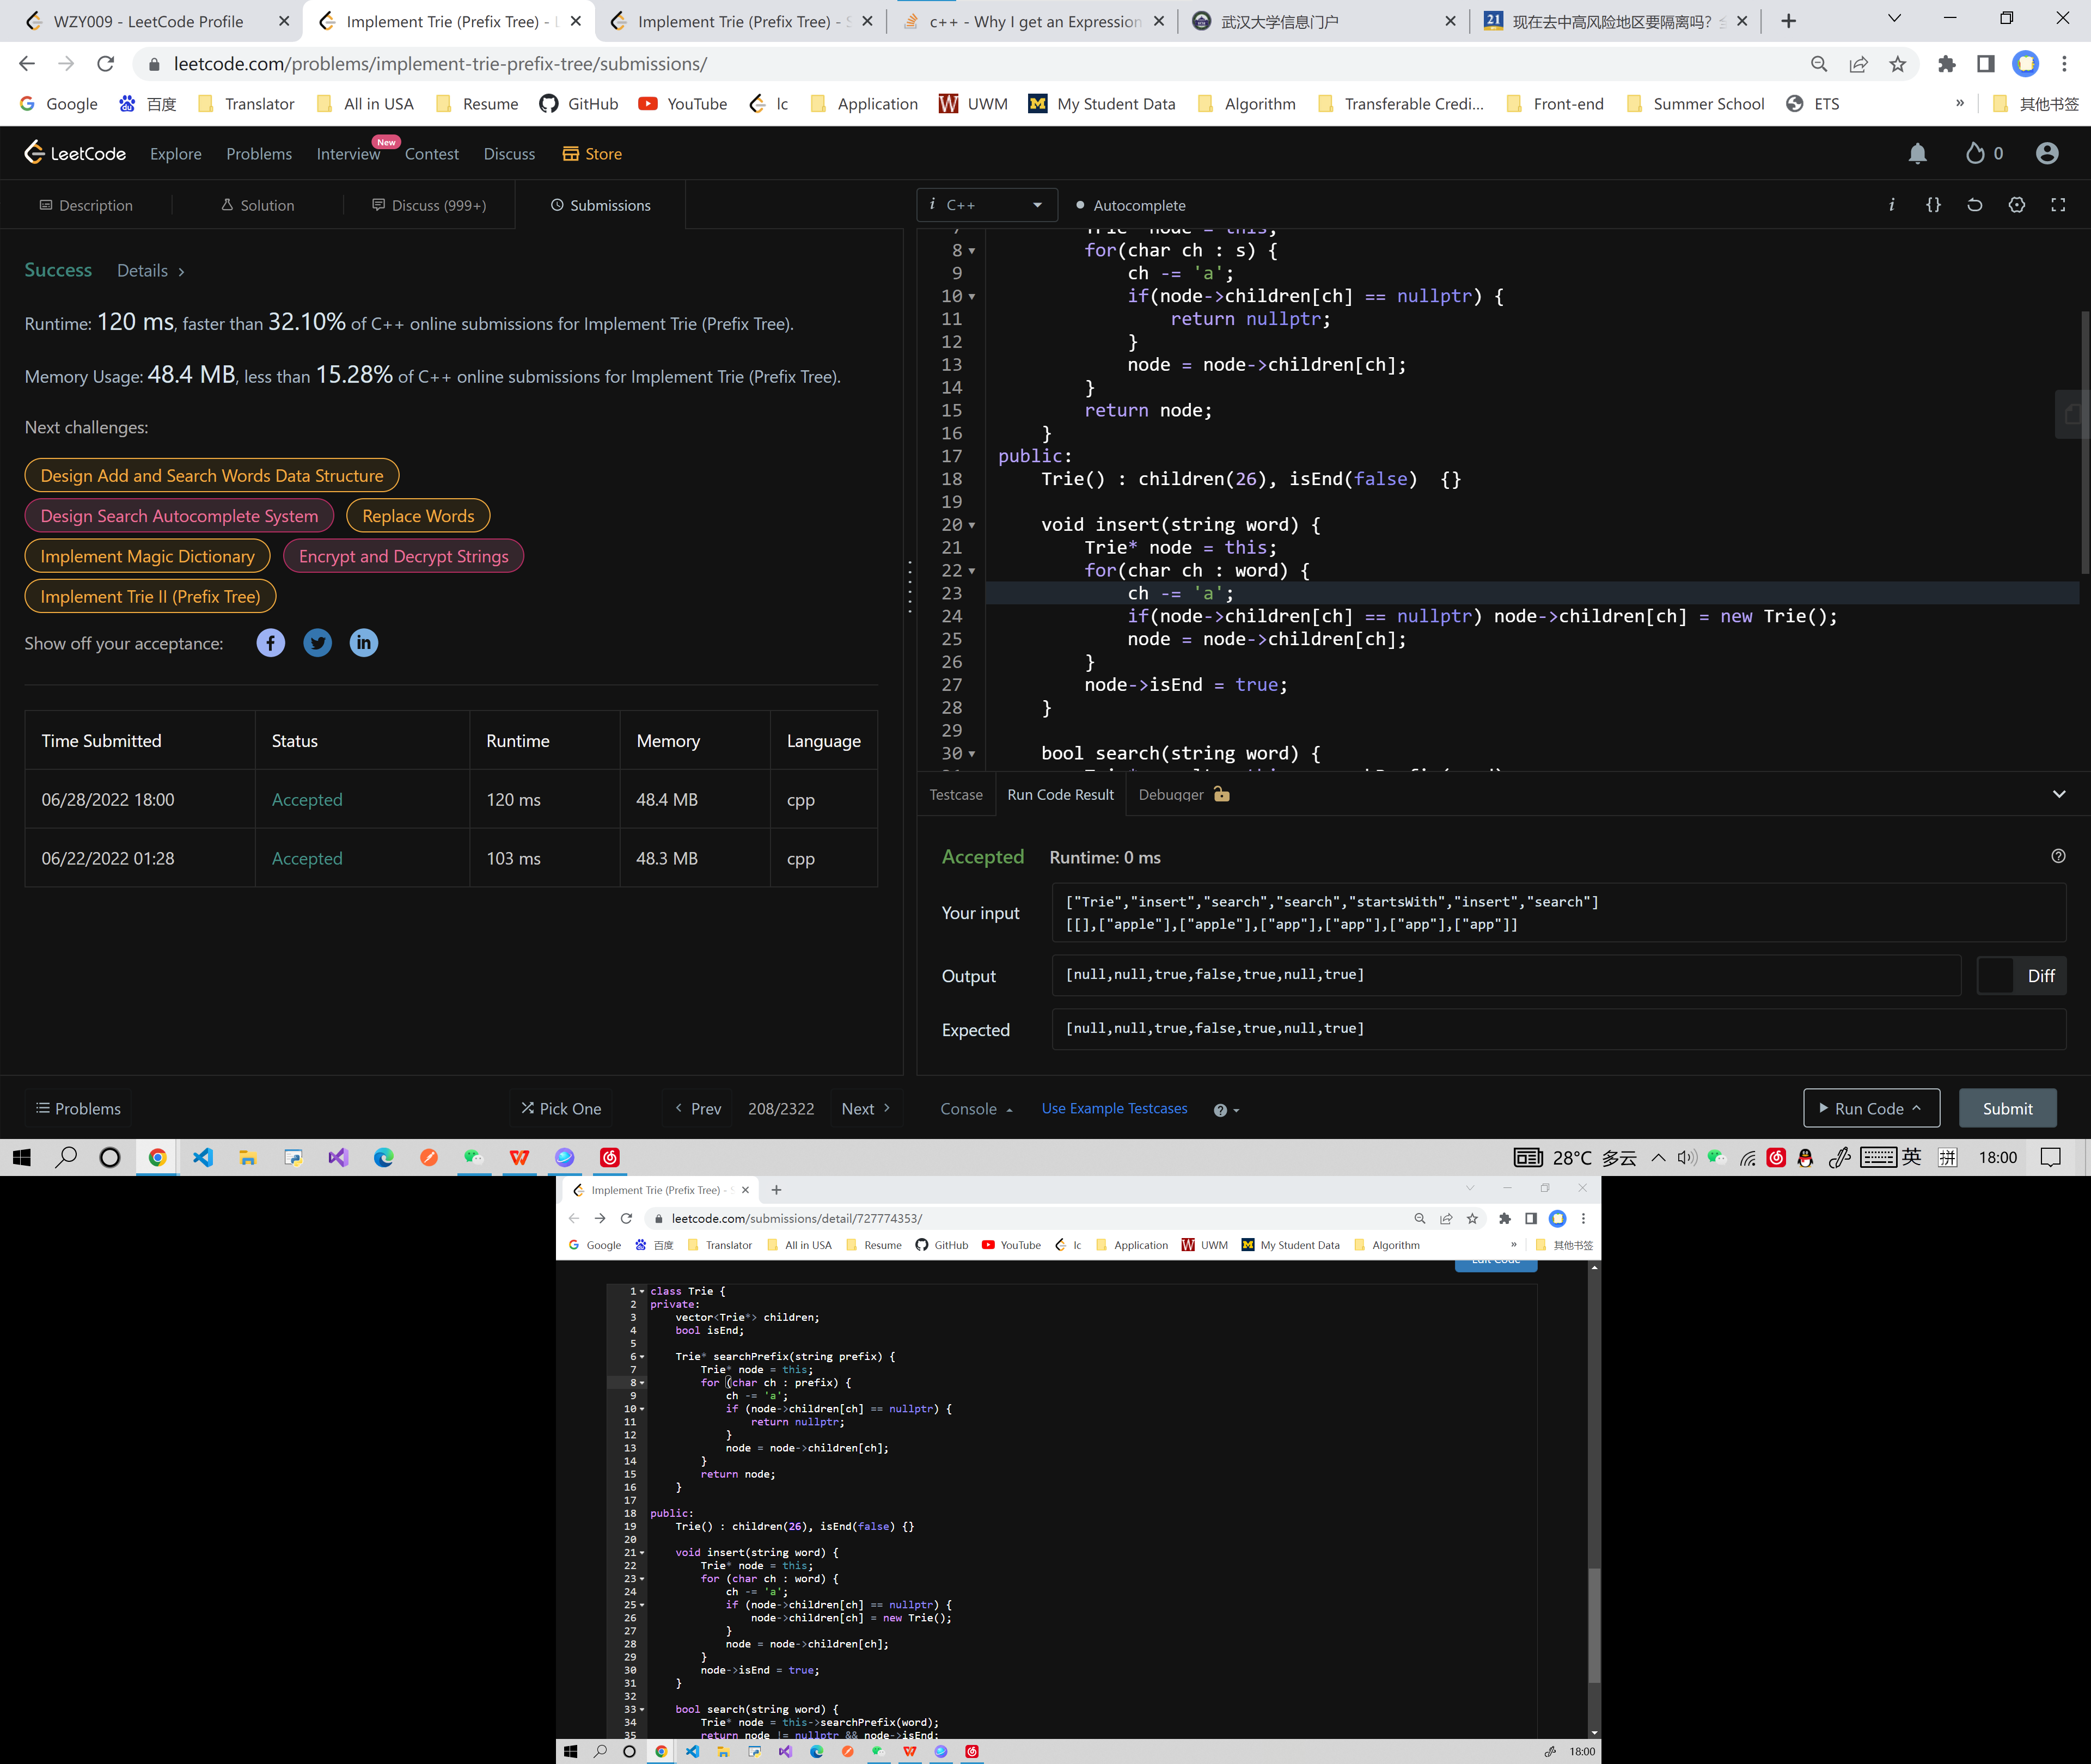 WZY009 - LeetCode Profile
Implement Trie (Prefix Tree) - L
Implement Trie (Prefix Tree) - S
c++ - Why I get an Expression
武汉大学信息门户
现在去中高风险地区要隔离吗?
leetcode.com/problems/implement-trie-prefix-tree/submissions/
Google 百度 Translator All in USA Resume GitHub YouTube lc Application UWM My Student Data Algorithm Transferable Credi... Front-end Summer School ETS » 其他书签
LeetCode Explore Problems Interview New Contest Discuss Store 0
Description Solution Discuss (999+) Submissions
i C++ Autocomplete
Success Details >
Runtime: 120 ms, faster than 32.10% of C++ online submissions for Implement Trie (Prefix Tree).
Memory Usage: 48.4 MB, less than 15.28% of C++ online submissions for Implement Trie (Prefix Tree).
Next challenges:
Design Add and Search Words Data Structure
Design Search Autocomplete System Replace Words
Implement Magic Dictionary Encrypt and Decrypt Strings
Implement Trie II (Prefix Tree)
Show off your acceptance:
Time Submitted Status Runtime Memory Language
06/28/2022 18:00 Accepted 120 ms 48.4 MB cpp
06/22/2022 01:28 Accepted 103 ms 48.3 MB cpp
7 Trie* node = this;
8 for(char ch : s) {
9 ch -= 'a';
10 if(node->children[ch] == nullptr) {
11 return nullptr;
12 }
13 node = node->children[ch];
14 }
15 return node;
16 }
17 public:
18 Trie() : children(26), isEnd(false) {}
19
20 void insert(string word) {
21 Trie* node = this;
22 for(char ch : word) {
23 ch -= 'a';
24 if(node->children[ch] == nullptr) node->children[ch] = new Trie();
25 node = node->children[ch];
26 }
27 node->isEnd = true;
28 }
29
30 bool search(string word) {
Testcase Run Code Result Debugger
Accepted Runtime: 0 ms
Your input
["Trie","insert","search","search","startsWith","insert","search"]
[[],["apple"],["apple"],["app"],["app"],["app"],["app"]]
Output [null,null,true,false,true,null,true] Diff
Expected [null,null,true,false,true,null,true]
Problems Pick One Prev 208/2322 Next Console Use Example Testcases Run Code Submit
28°C 多云 英 拼 18:00
Implement Trie (Prefix Tree) -
leetcode.com/submissions/detail/727774353/
Google 百度 Translator All in USA Resume GitHub YouTube lc Application UWM My Student Data Algorithm » 其他书签
Edit Code
1 class Trie {
2 private:
3 vector<Trie*> children;
4 bool isEnd;
5
6 Trie* searchPrefix(string prefix) {
7 Trie* node = this;
8 for (char ch : prefix) {
9 ch -= 'a';
10 if (node->children[ch] == nullptr) {
11 return nullptr;
12 }
13 node = node->children[ch];
14 }
15 return node;
16 }
17
18 public:
19 Trie() : children(26), isEnd(false) {}
20
21 void insert(string word) {
22 Trie* node = this;
23 for (char ch : word) {
24 ch -= 'a';
25 if (node->children[ch] == nullptr) {
26 node->children[ch] = new Trie();
27 }
28 node = node->children[ch];
29 }
30 node->isEnd = true;
31 }
32
33 bool search(string word) {
34 Trie* node = this->searchPrefix(word);
35 return node != nullptr && node->isEnd;
18:00